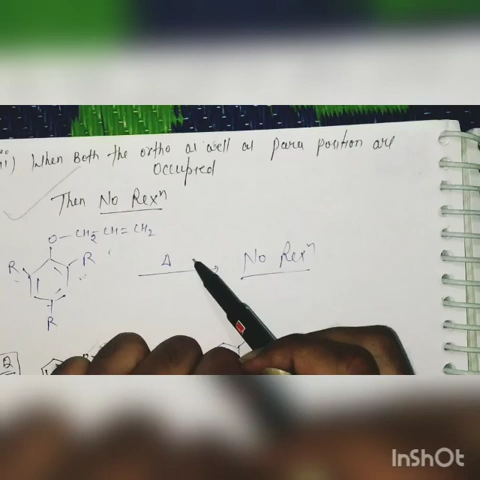 ii) When Both the ortho as well as Para position are
occupied
Then No Rexⁿ
O–CH₂–CH=CH₂
R R Δ No Rexⁿ
R
2
InShOt